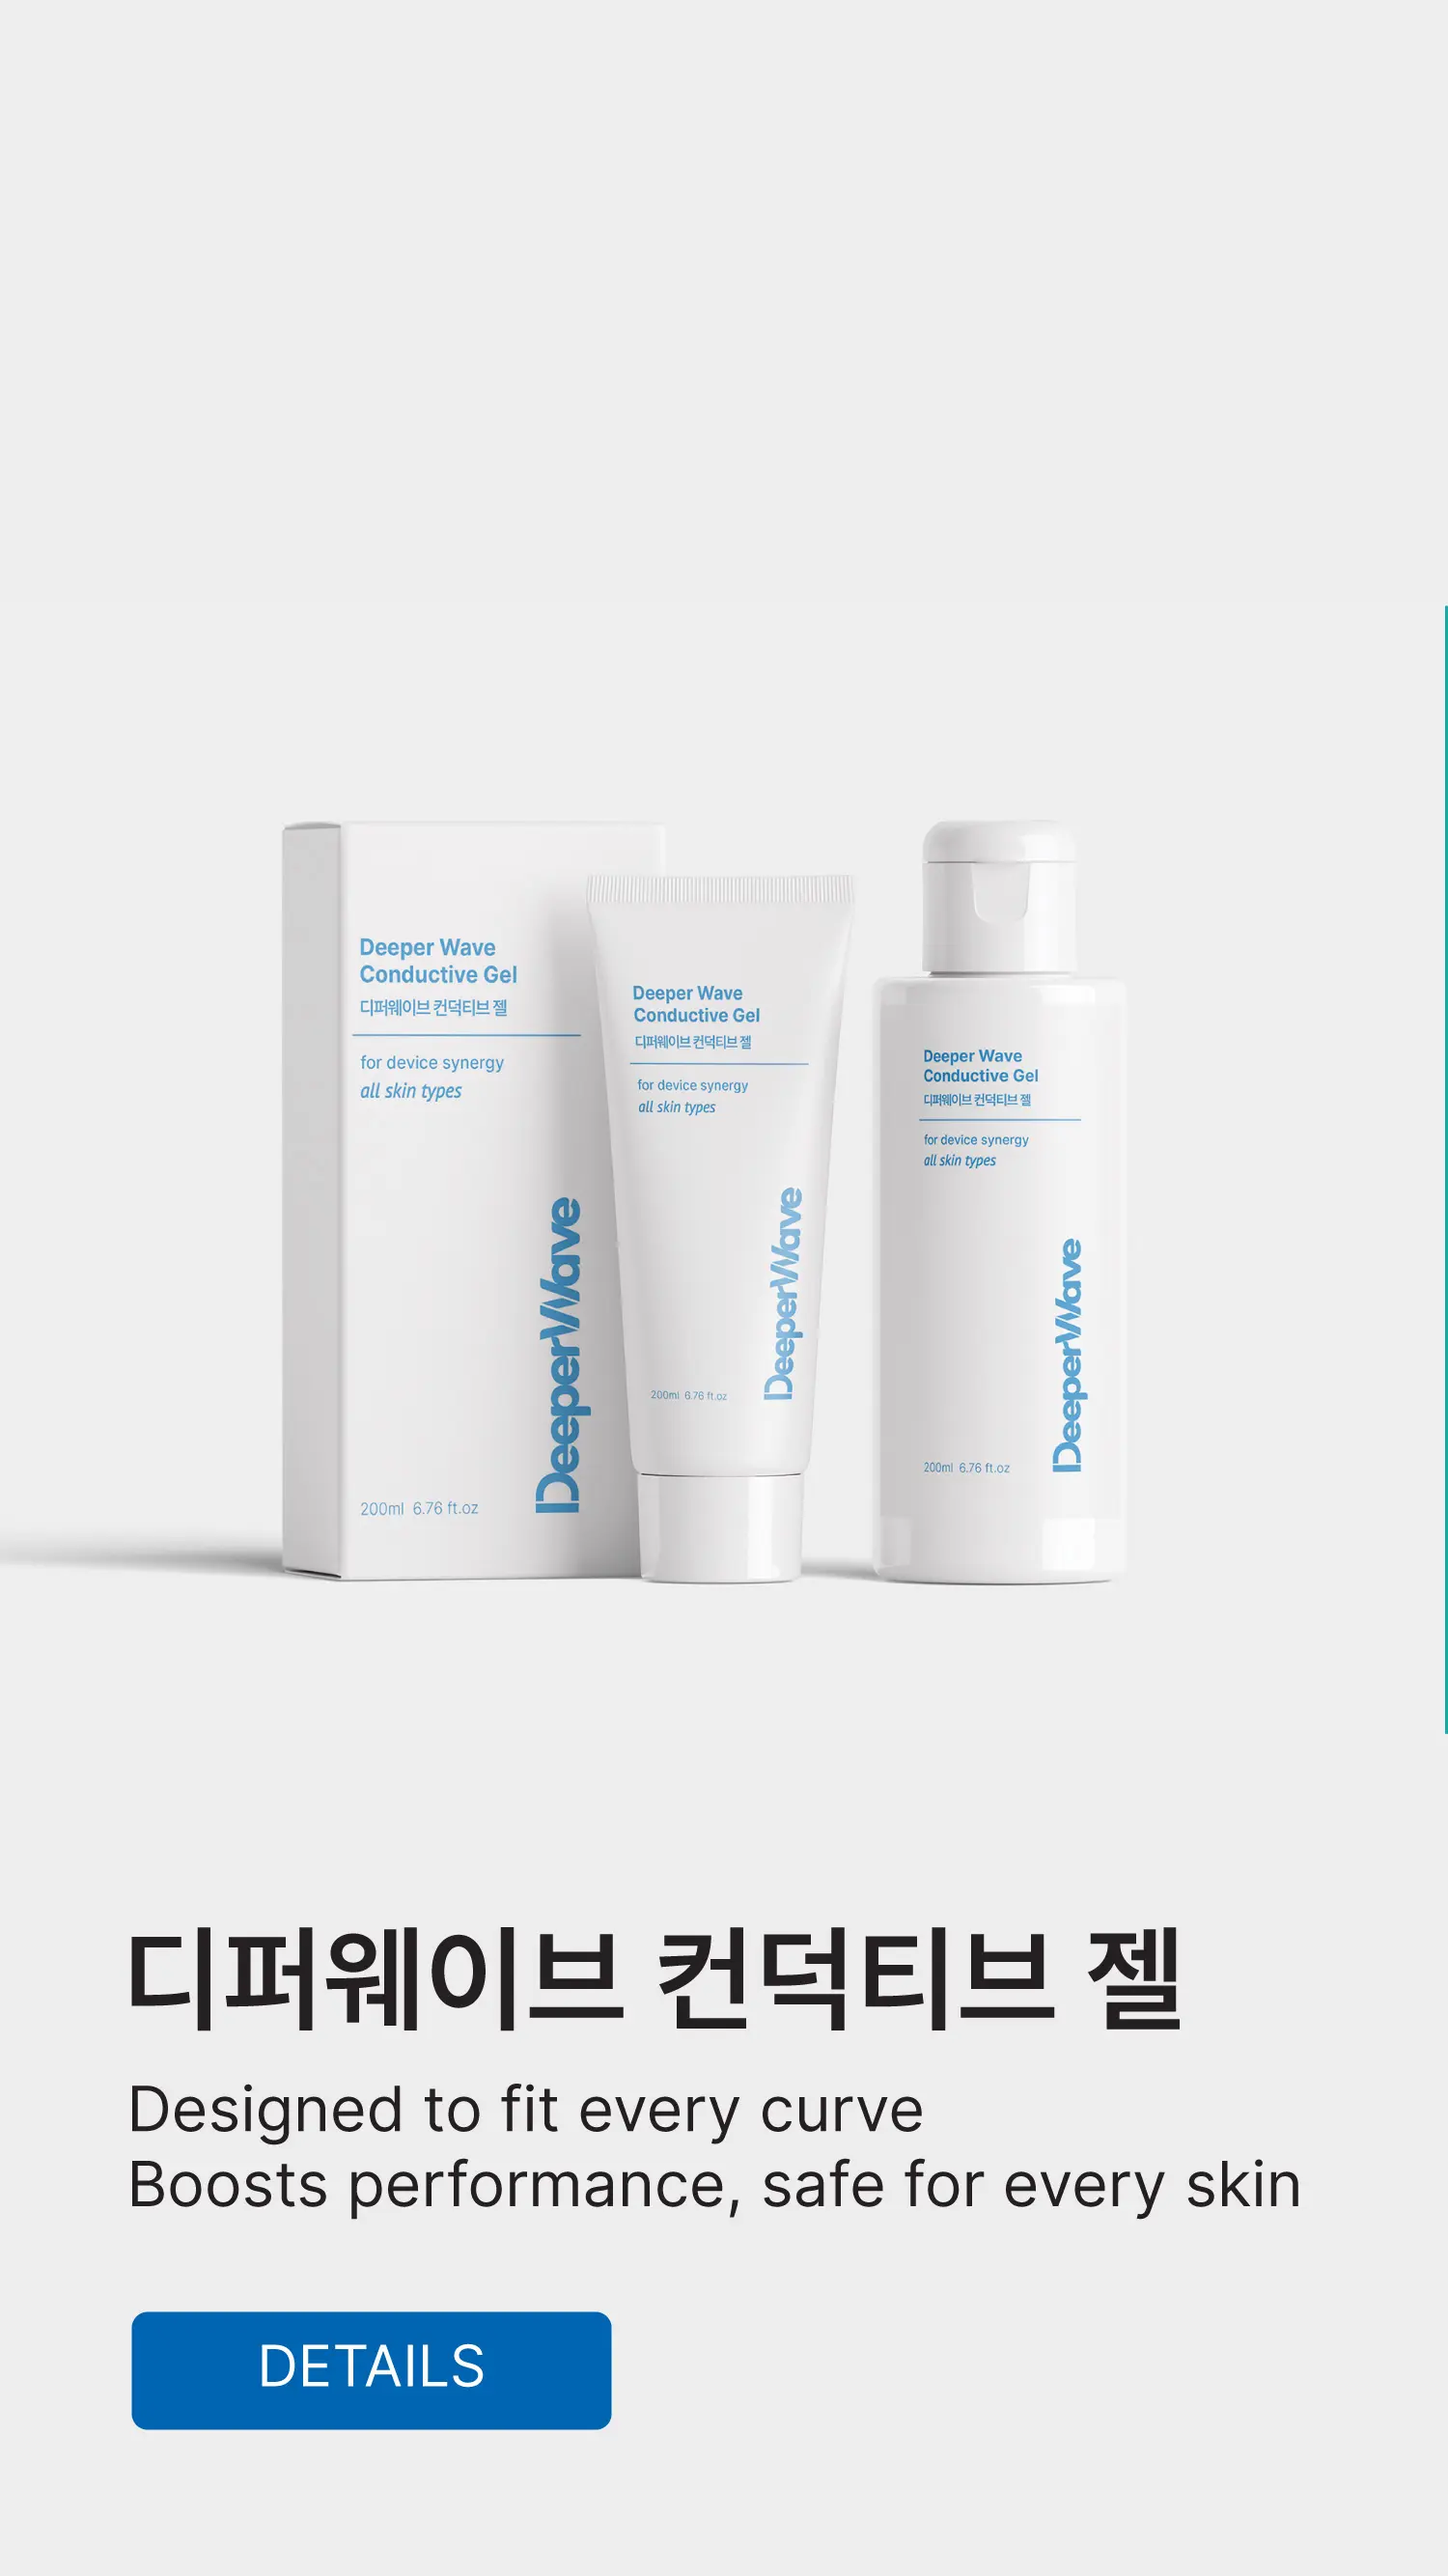 Deeper Wave
Conductive Gel
디퍼웨이브 컨덕티브 젤
for device synergy
all skin types
DeeperWave
200ml 6.76 ft.oz
Deeper Wave
Conductive Gel
디퍼웨이브 컨덕티브 젤
for device synergy
all skin types
DeeperWave
200ml 6.76 ft.oz
Deeper Wave
Conductive Gel
디퍼웨이브 컨덕티브 젤
for device synergy
all skin types
DeeperWave
200ml 6.76 ft.oz
디퍼웨이브 컨덕티브 젤
Designed to fit every curve
Boosts performance, safe for every skin
DETAILS